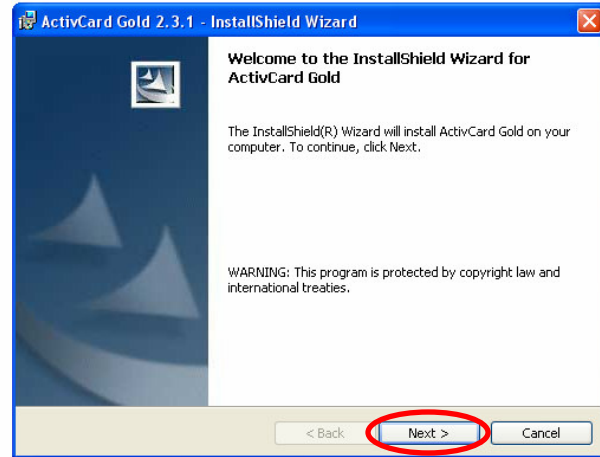 ActivCard Gold 2.3.1 - InstallShield Wizard
Welcome to the InstallShield Wizard for
ActivCard Gold
The InstallShield(R) Wizard will install ActivCard Gold on your
computer. To continue, click Next.
WARNING: This program is protected by copyright law and
international treaties.
< Back Next > Cancel